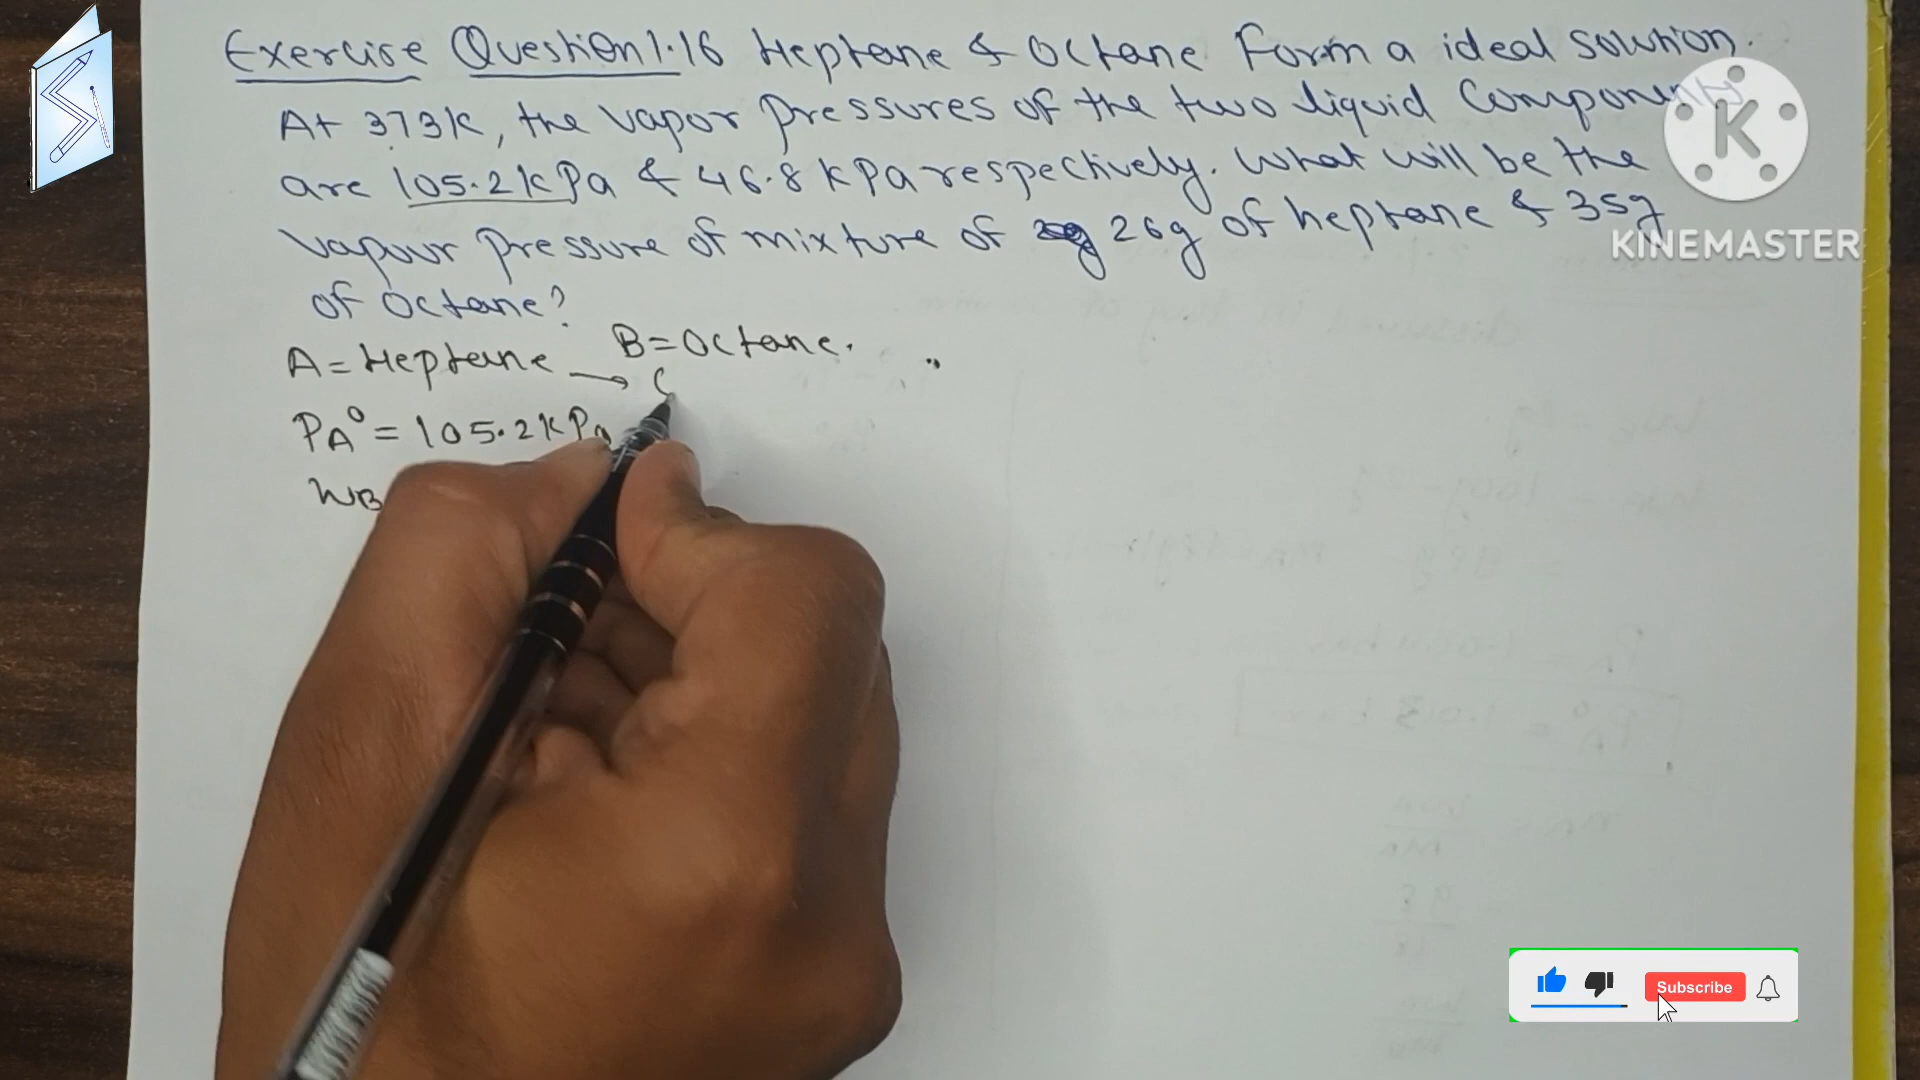 Exercise Question 1.16 Heptane & Octane Form a ideal solution.
At 373K, the vapor pressures of the two liquid Components
are 105.2 kPa & 46.8 kPa respectively. What will be the
Vapour pressure of mixture of 26g of heptane & 35g
of Octane?
A = Heptane → C
B = Octane.
PA° = 105.2 kPa
WB
K
KINEMASTER
Subscribe